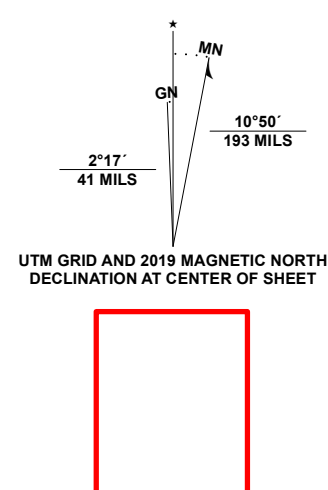 ★
MN
GN
10°50´
193 MILS
2°17´
41 MILS
UTM GRID AND 2019 MAGNETIC NORTH
DECLINATION AT CENTER OF SHEET